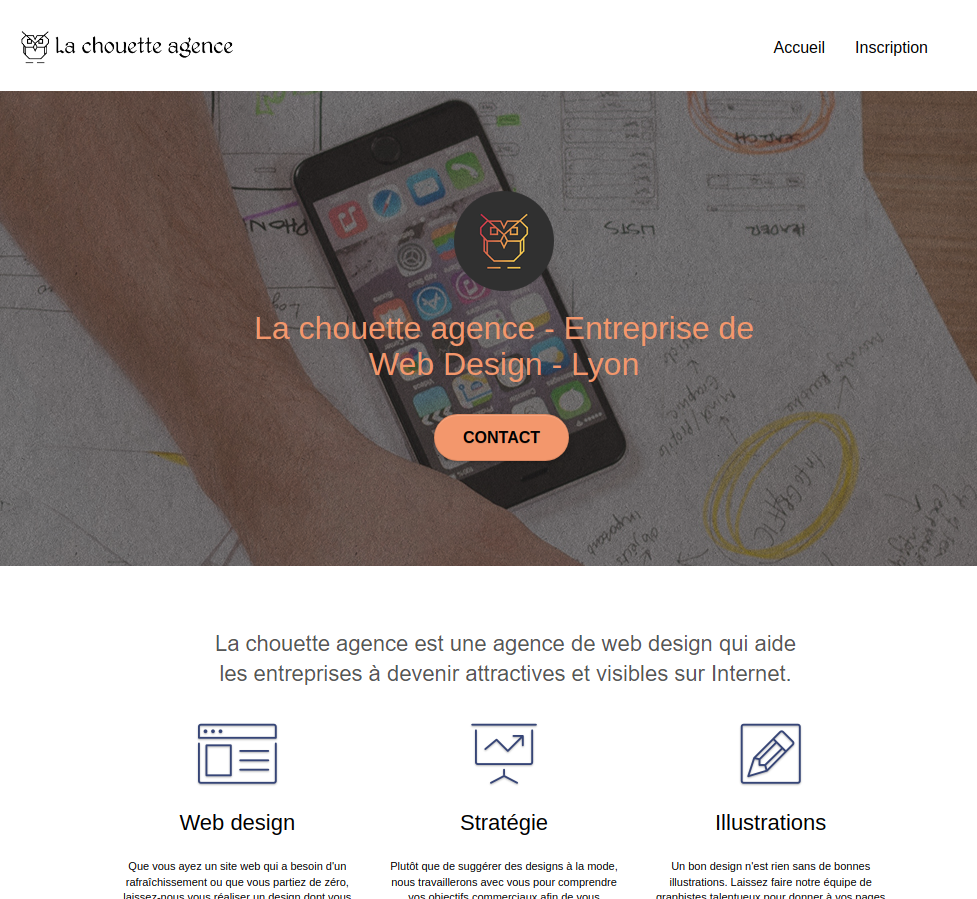 La chouette agence
Accueil Inscription
SEARCH
PHON
LISTS
HEADER
La chouette agence - Entreprise de
Web Design - Lyon
CONTACT
INFOGRAFIC
La chouette agence est une agence de web design qui aide
les entreprises à devenir attractives et visibles sur Internet.
Web design
Stratégie
Illustrations
Que vous ayez un site web qui a besoin d'un
rafraîchissement ou que vous partiez de zéro,
laissez-nous vous réaliser un design dont vous
Plutôt que de suggérer des designs à la mode,
nous travaillerons avec vous pour comprendre
vos objectifs commerciaux afin de vous
Un bon design n'est rien sans de bonnes
illustrations. Laissez faire notre équipe de
graphistes talentueux pour donner à vos pages